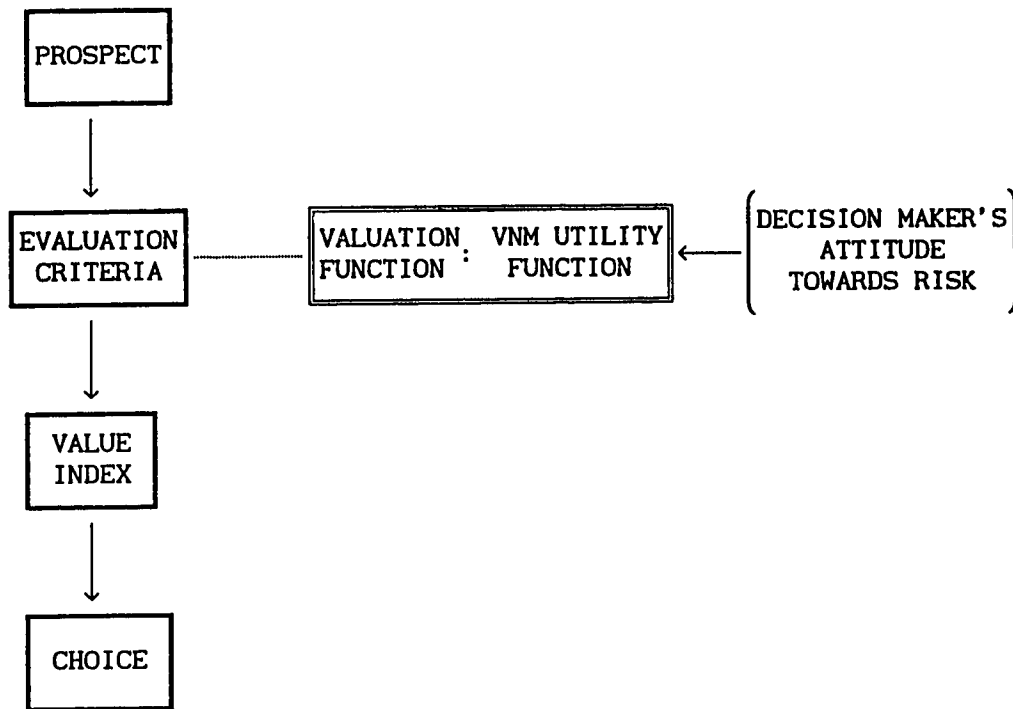 PROSPECT
EVALUATION
CRITERIA
VALUATION : VNM UTILITY
FUNCTION FUNCTION
DECISION MAKER'S
ATTITUDE
TOWARDS RISK
VALUE
INDEX
CHOICE